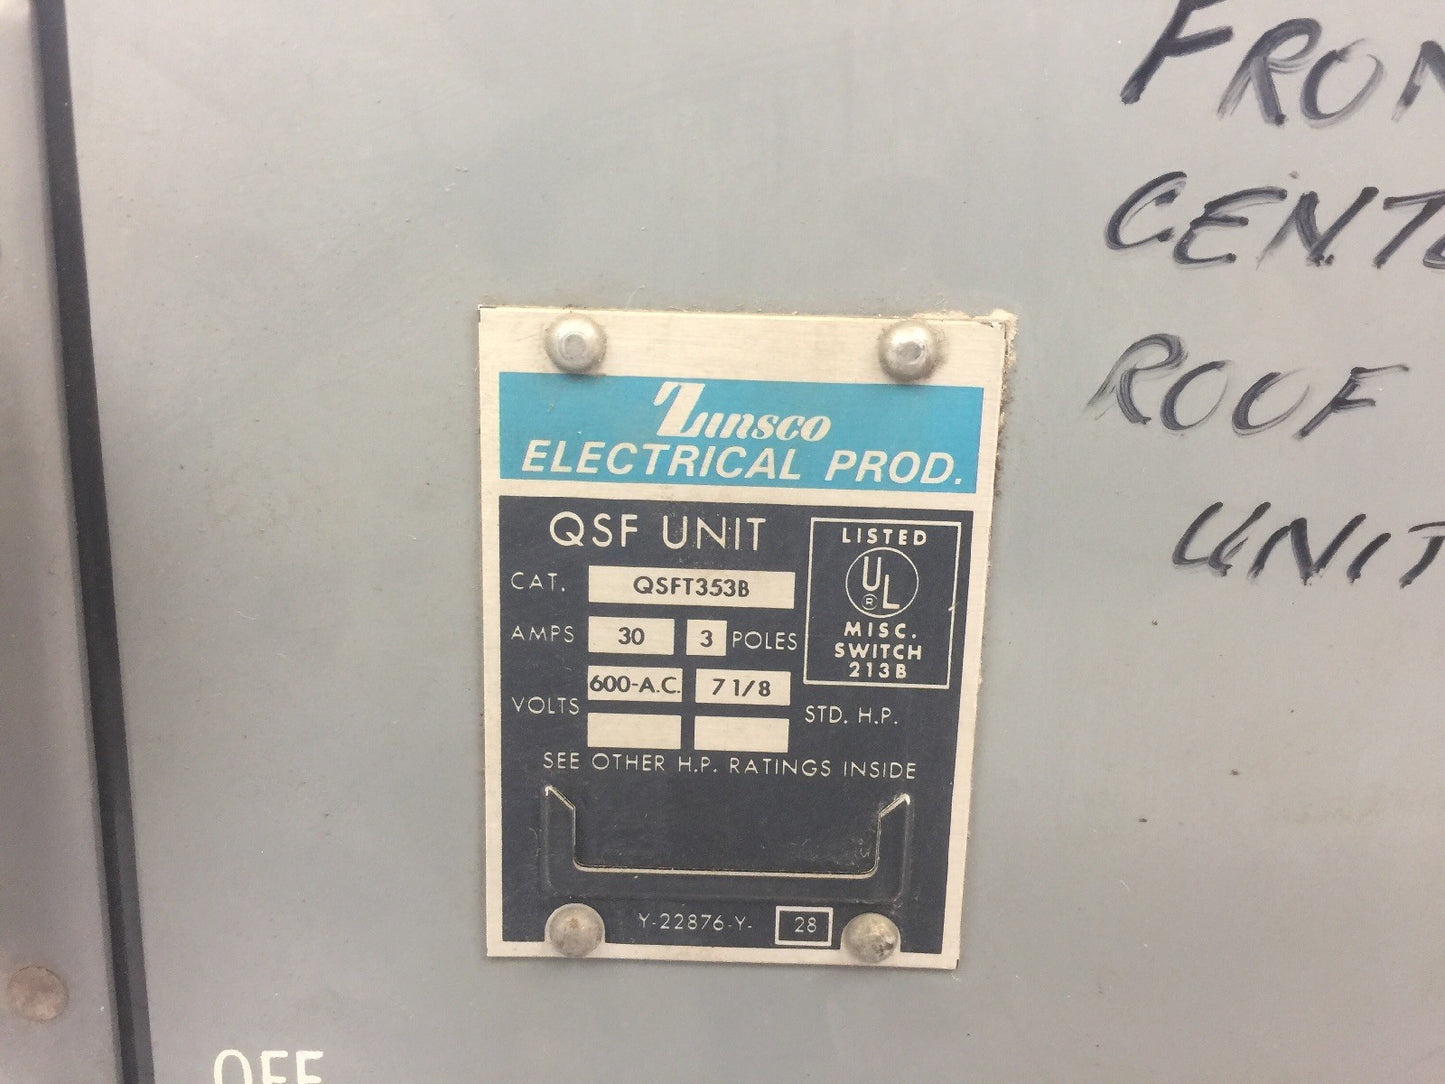 FRON
CENTE
ROOF
UNIT
Zinsco
ELECTRICAL PROD.
QSF UNIT
CAT. QSFT353B
AMPS 30 3 POLES
VOLTS 600-A.C. 7 1/8 STD. H.P.
LISTED
UL
®
MISC.
SWITCH
213B
SEE OTHER H.P. RATINGS INSIDE
Y-22876-Y- 28
OFF